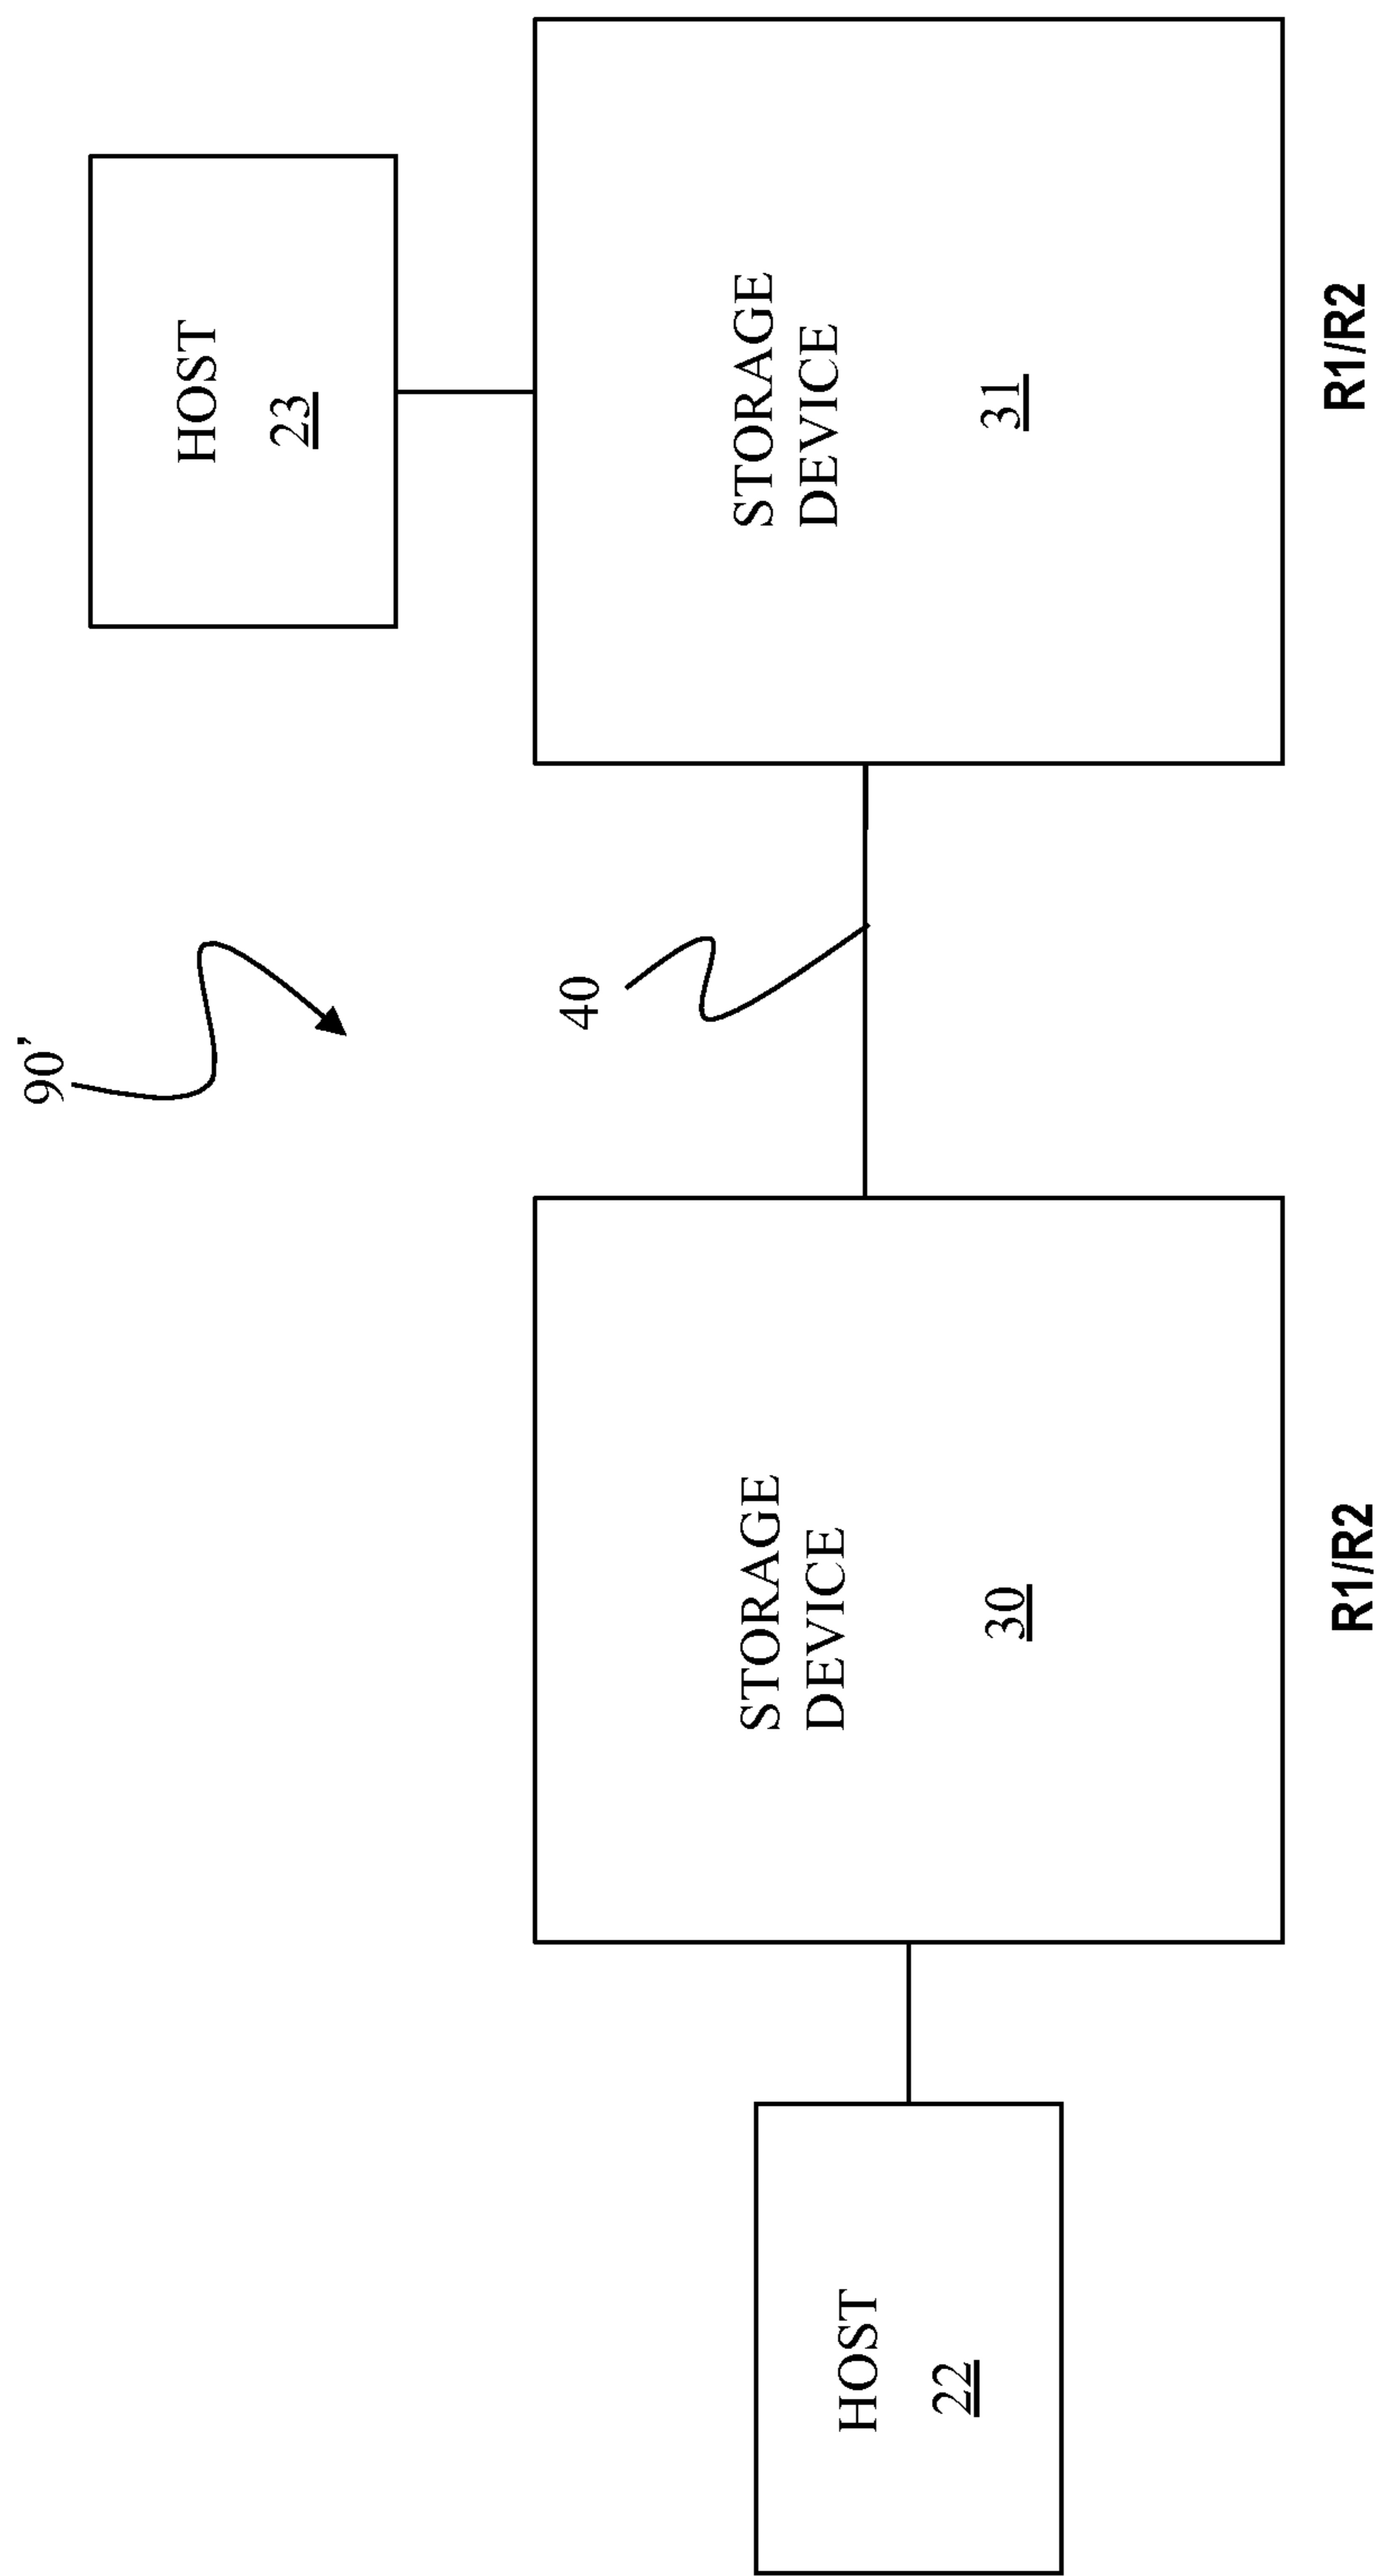 90’
HOST
23
40
HOST
22
STORAGE
DEVICE
30
STORAGE
DEVICE
31
R1/R2
R1/R2